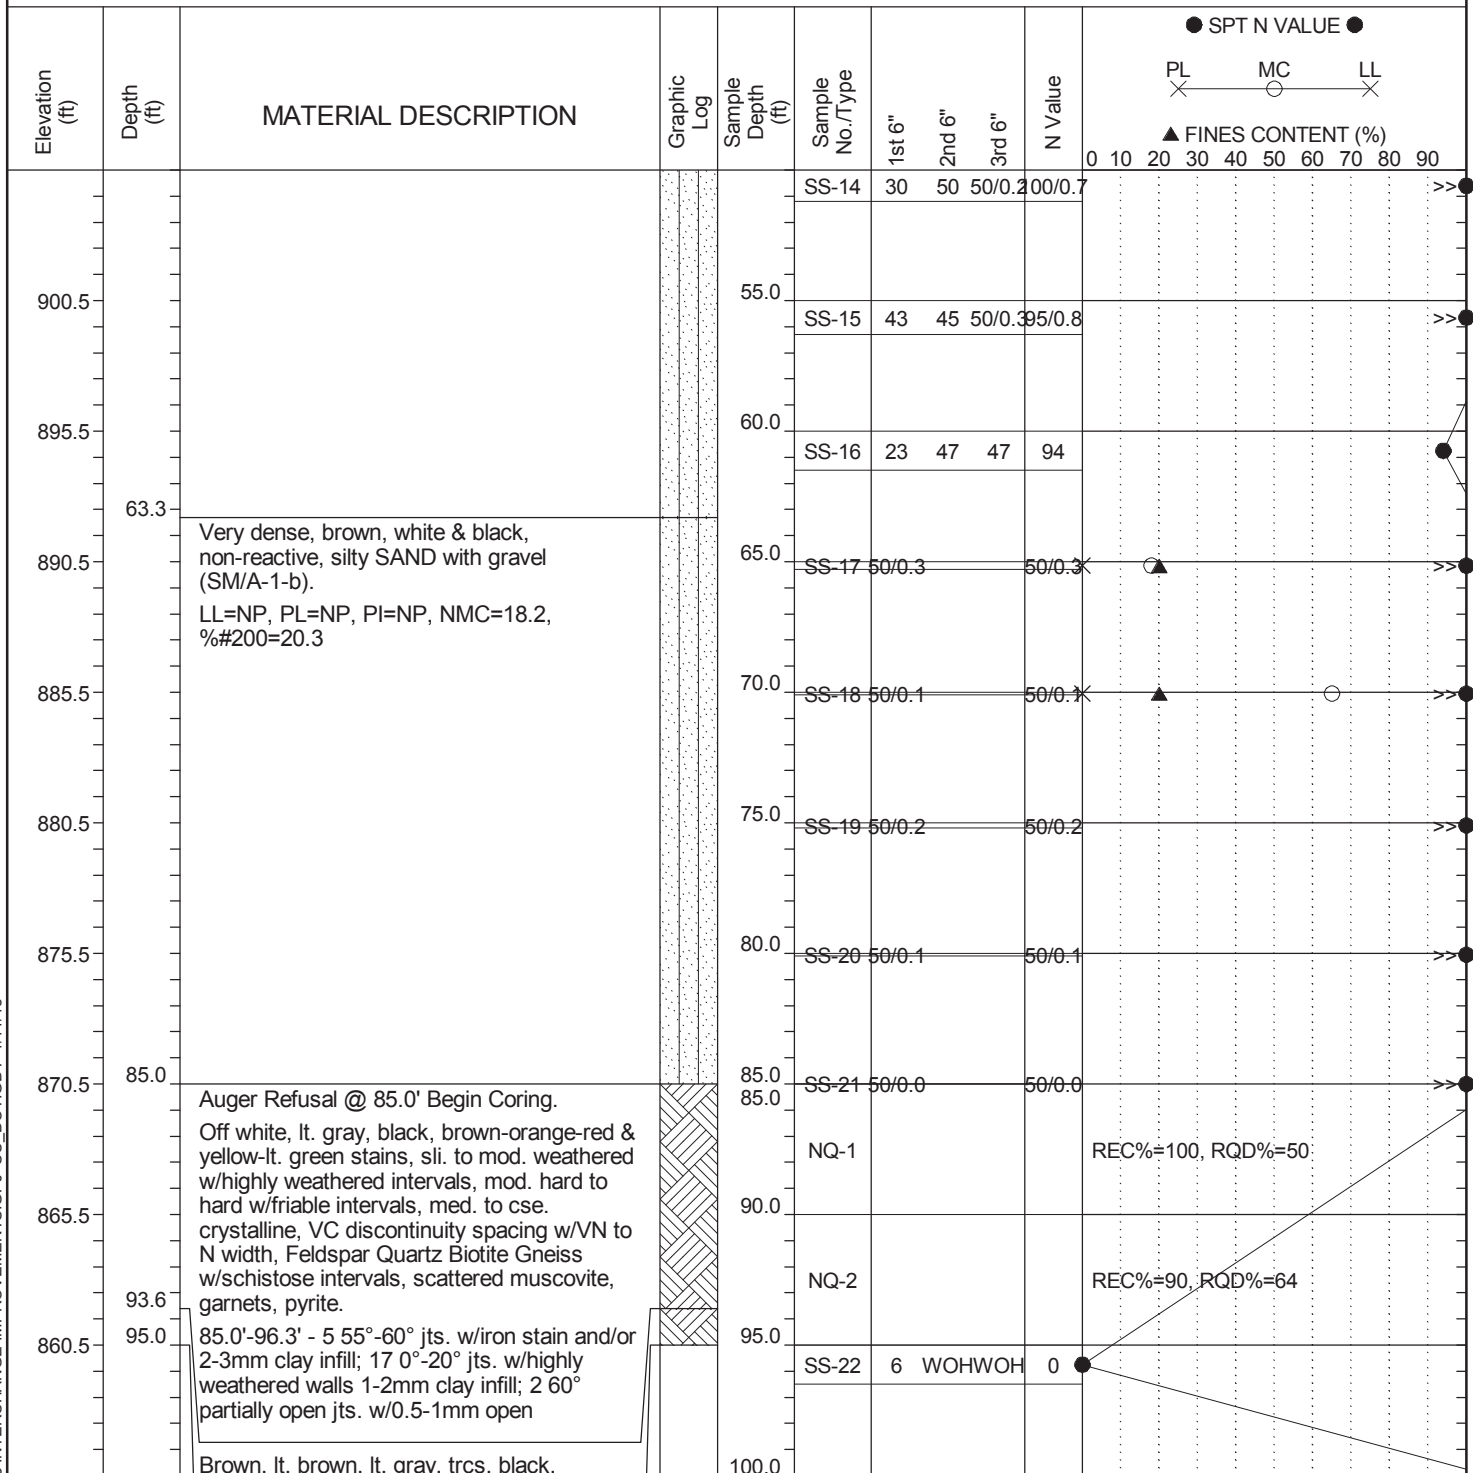 ● SPT N VALUE ●
PL MC LL
▲ FINES CONTENT (%)
0 10 20 30 40 50 60 70 80 90
Elevation (ft)
Depth (ft)
MATERIAL DESCRIPTION
Graphic Log
Sample Depth (ft)
Sample No./Type
1st 6"
2nd 6"
3rd 6"
N Value
SS-14 30 50 50/0.2 100/0.7 >>
900.5 55.0
SS-15 43 45 50/0.3 95/0.8 >>
895.5 60.0
SS-16 23 47 47 94
63.3
Very dense, brown, white & black,
non-reactive, silty SAND with gravel
(SM/A-1-b).
LL=NP, PL=NP, PI=NP, NMC=18.2,
%#200=20.3
890.5 65.0
SS-17 50/0.3 50/0.3 >>
885.5 70.0
SS-18 50/0.1 50/0.1 >>
880.5 75.0
SS-19 50/0.2 50/0.2 >>
875.5 80.0
SS-20 50/0.1 50/0.1 >>
870.5 85.0 85.0
SS-21 50/0.0 50/0.0 >>
85.0
Auger Refusal @ 85.0' Begin Coring.
Off white, lt. gray, black, brown-orange-red &
yellow-lt. green stains, sli. to mod. weathered
w/highly weathered intervals, mod. hard to
hard w/friable intervals, med. to cse.
crystalline, VC discontinuity spacing w/VN to
N width, Feldspar Quartz Biotite Gneiss
w/schistose intervals, scattered muscovite,
garnets, pyrite.
NQ-1 REC%=100, RQD%=50
865.5 90.0
NQ-2 REC%=90, RQD%=64
93.6
860.5 95.0 95.0
85.0'-96.3' - 5 55°-60° jts. w/iron stain and/or
2-3mm clay infill; 17 0°-20° jts. w/highly
weathered walls 1-2mm clay infill; 2 60°
partially open jts. w/0.5-1mm open
SS-22 6 WOH WOH 0
Brown, lt. brown, lt. gray, trcs. black,
100.0